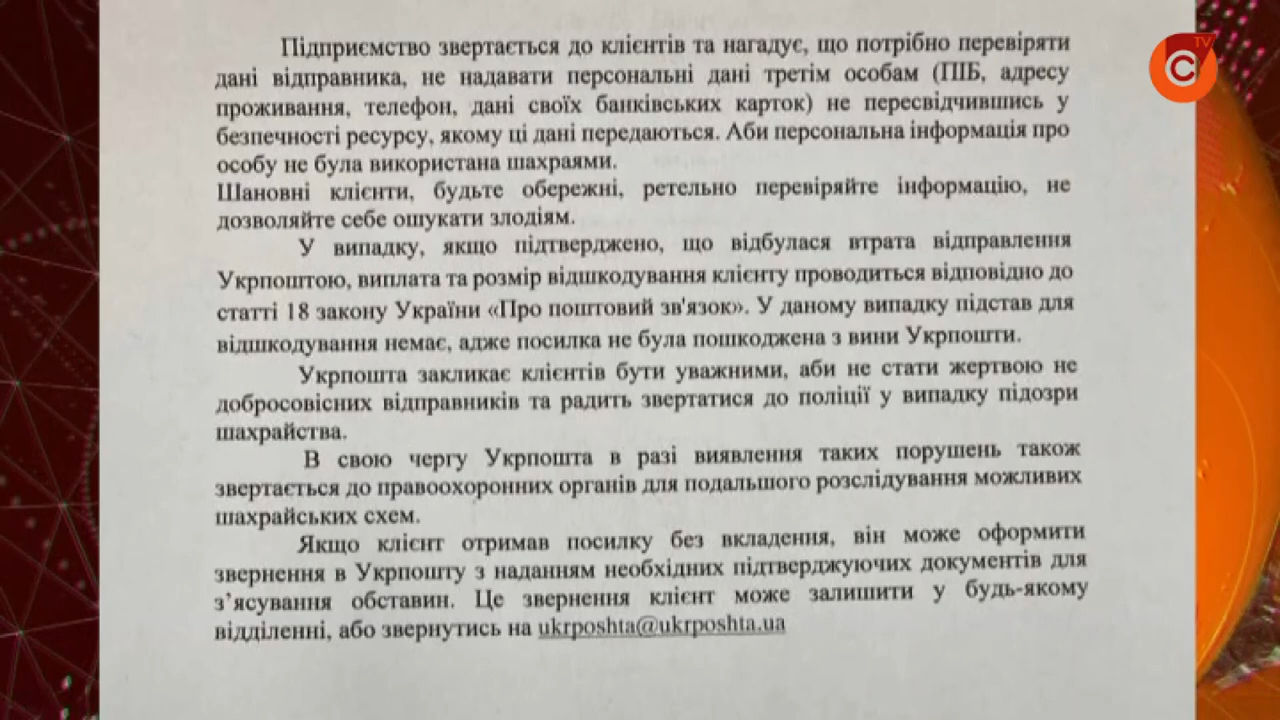 Підприємство звертається до клієнтів та нагадує, що потрібно перевіряти
дані відправника, не надавати персональні дані третім особам (ПІБ, адресу
проживання, телефон, дані своїх банківських карток) не пересвідчившись у
безпечності ресурсу, якому ці дані передаються. Аби персональна інформація про
особу не була використана шахраями.
Шановні клієнти, будьте обережні, ретельно перевіряйте інформацію, не
дозволяйте себе ошукати злодіям.
У випадку, якщо підтверджено, що відбулася втрата відправлення
Укрпоштою, виплата та розмір відшкодування клієнту проводиться відповідно до
статті 18 закону України «Про поштовий зв'язок». У даному випадку підстав для
відшкодування немає, адже посилка не була пошкоджена з вини Укрпошти.
Укрпошта закликає клієнтів бути уважними, аби не стати жертвою не
добросовісних відправників та радить звертатися до поліції у випадку підозри
шахрайства.
В свою чергу Укрпошта в разі виявлення таких порушень також
звертається до правоохоронних органів для подальшого розслідування можливих
шахрайських схем.
Якщо клієнт отримав посилку без вкладення, він може оформити
звернення в Укрпошту з наданням необхідних підтверджуючих документів для
з’ясування обставин. Це звернення клієнт може залишити у будь-якому
відділенні, або звернутись на ukrposhta@ukrposhta.ua
C TV